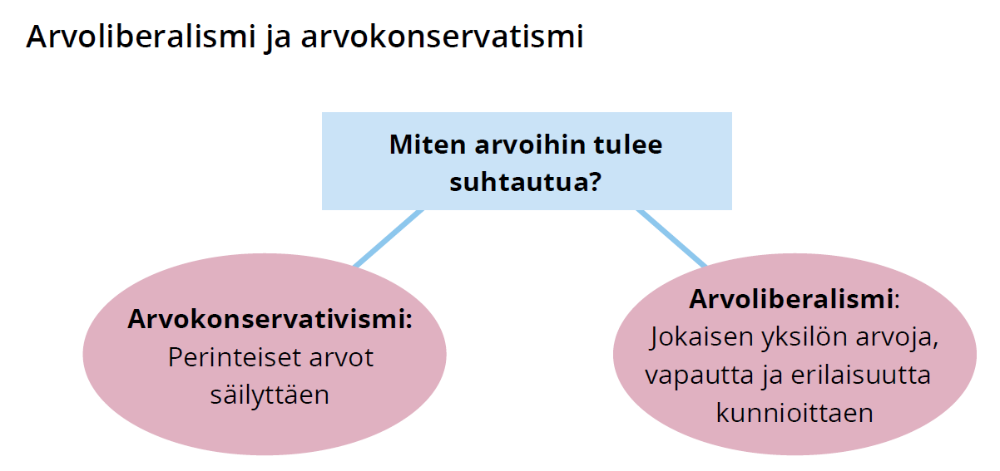 Arvoliberalismi ja arvokonservatismi
Miten arvoihin tulee
suhtautua?
Arvokonservativismi:
Perinteiset arvot
säilyttäen
Arvoliberalismi:
Jokaisen yksilön arvoja,
vapautta ja erilaisuutta
kunnioittaen